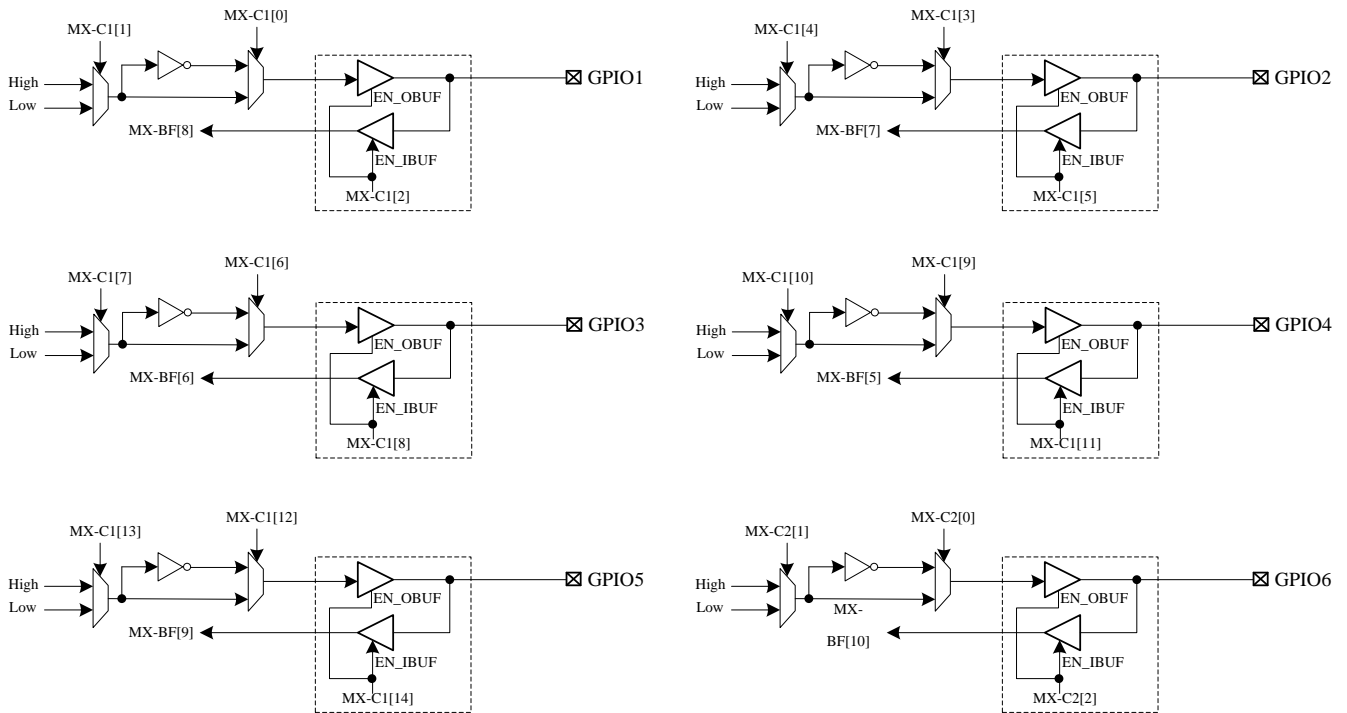 MX-C1[1]
MX-C1[0]
High
Low
EN_OBUF
GPIO1
MX-BF[8]
EN_IBUF
MX-C1[2]
MX-C1[4]
MX-C1[3]
High
Low
EN_OBUF
GPIO2
MX-BF[7]
EN_IBUF
MX-C1[5]
MX-C1[7]
MX-C1[6]
High
Low
EN_OBUF
GPIO3
MX-BF[6]
EN_IBUF
MX-C1[8]
MX-C1[10]
MX-C1[9]
High
Low
EN_OBUF
GPIO4
MX-BF[5]
EN_IBUF
MX-C1[11]
MX-C1[13]
MX-C1[12]
High
Low
EN_OBUF
GPIO5
MX-BF[9]
EN_IBUF
MX-C1[14]
MX-C2[1]
MX-C2[0]
High
Low
EN_OBUF
GPIO6
MX-
BF[10]
EN_IBUF
MX-C2[2]